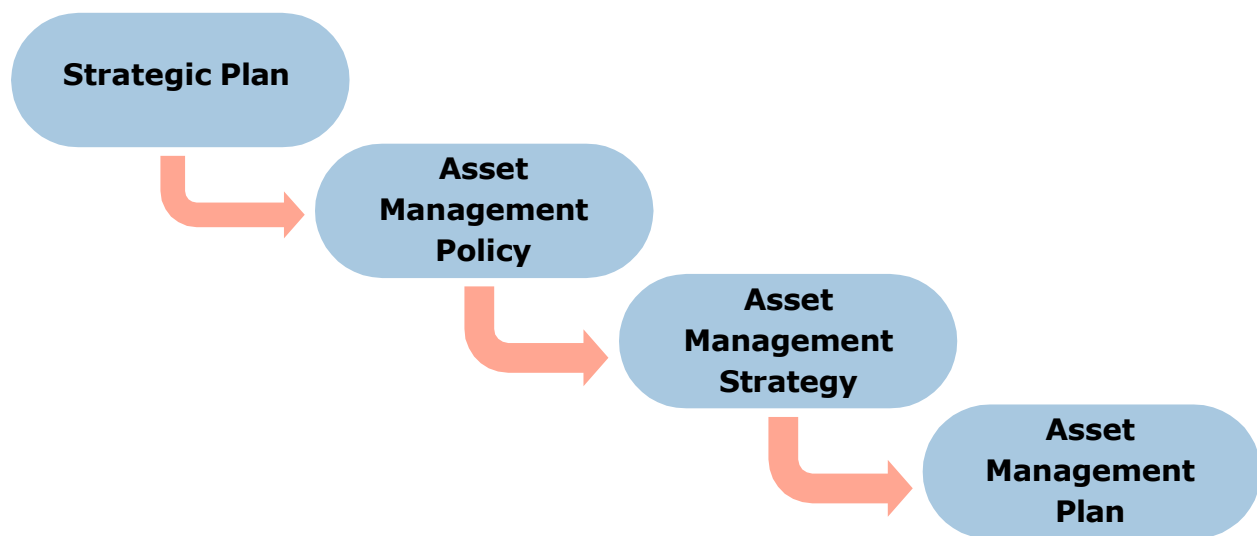 Strategic Plan
Asset
Management
Policy
Asset
Management
Strategy
Asset
Management
Plan